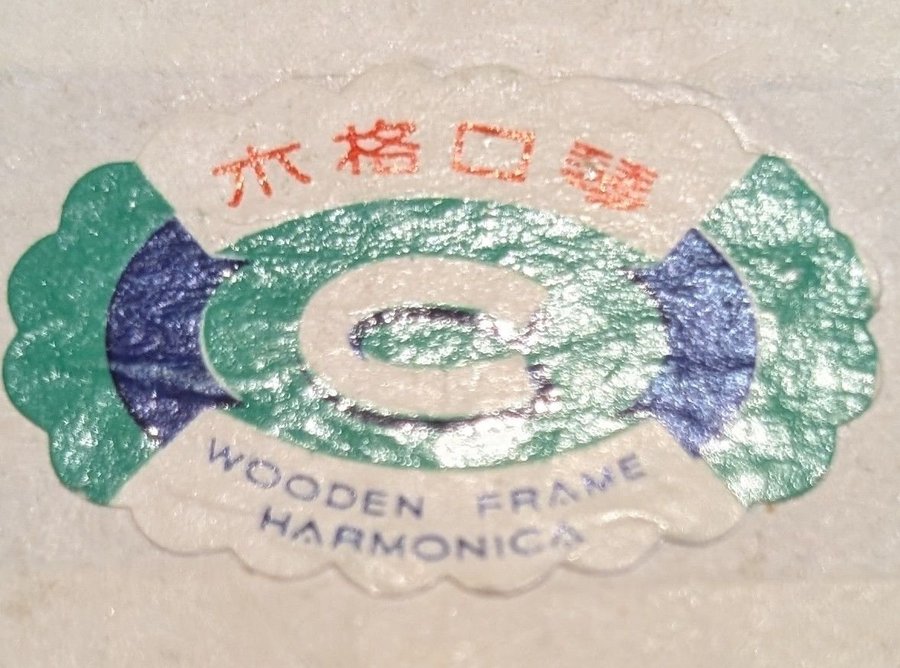 木格口琴
C
WOODEN FRAME
HARMONICA